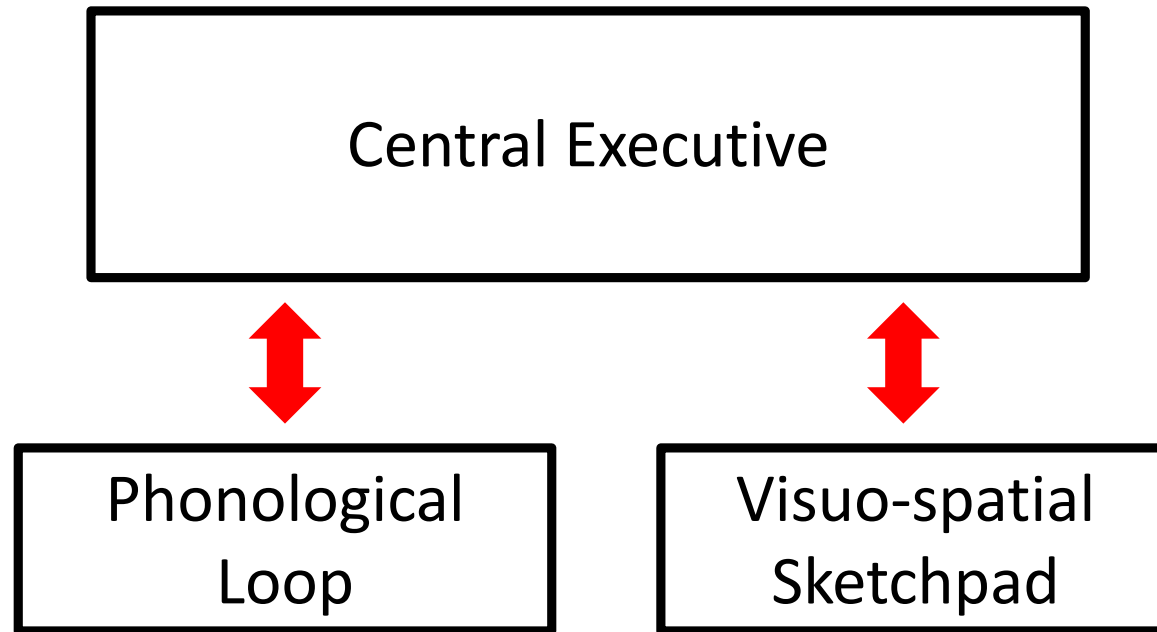 Central Executive
Phonological
Loop
Visuo-spatial
Sketchpad